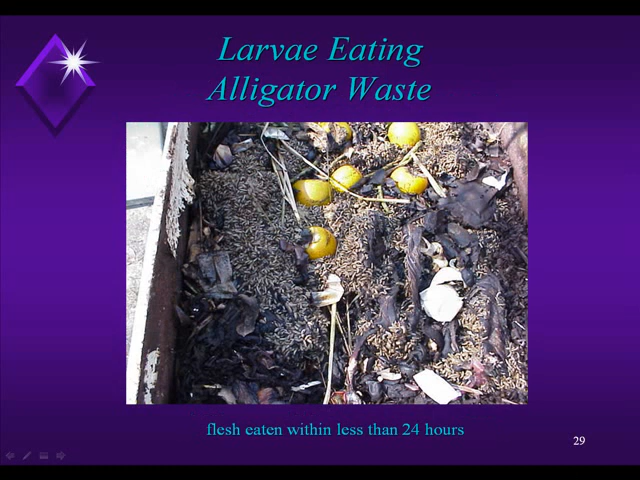 Larvae Eating
Alligator Waste
flesh eaten within less than 24 hours
29